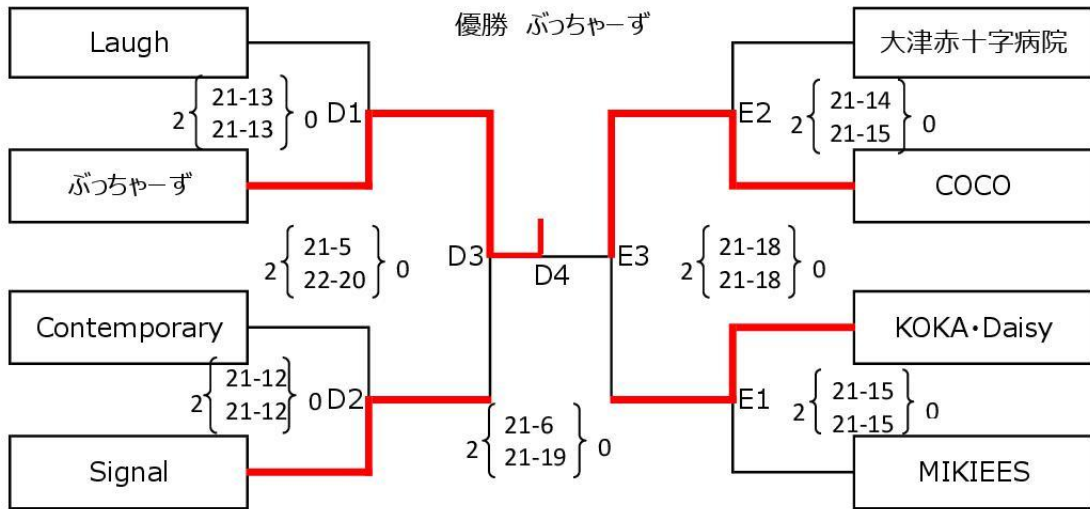 優勝 ぶっちゃーず
Laugh
大津赤十字病院
2 { 21-13 } 0 D1
21-13
E2 2 { 21-14 } 0
21-15
ぶっちゃーず
COCO
2 { 21-5 } 0 D3
22-20
D4
E3 2 { 21-18 } 0
21-18
Contemporary
KOKA・Daisy
2 { 21-12 } 0 D2
21-12
E1 2 { 21-15 } 0
21-15
2 { 21-6 } 0
21-19
Signal
MIKIEES